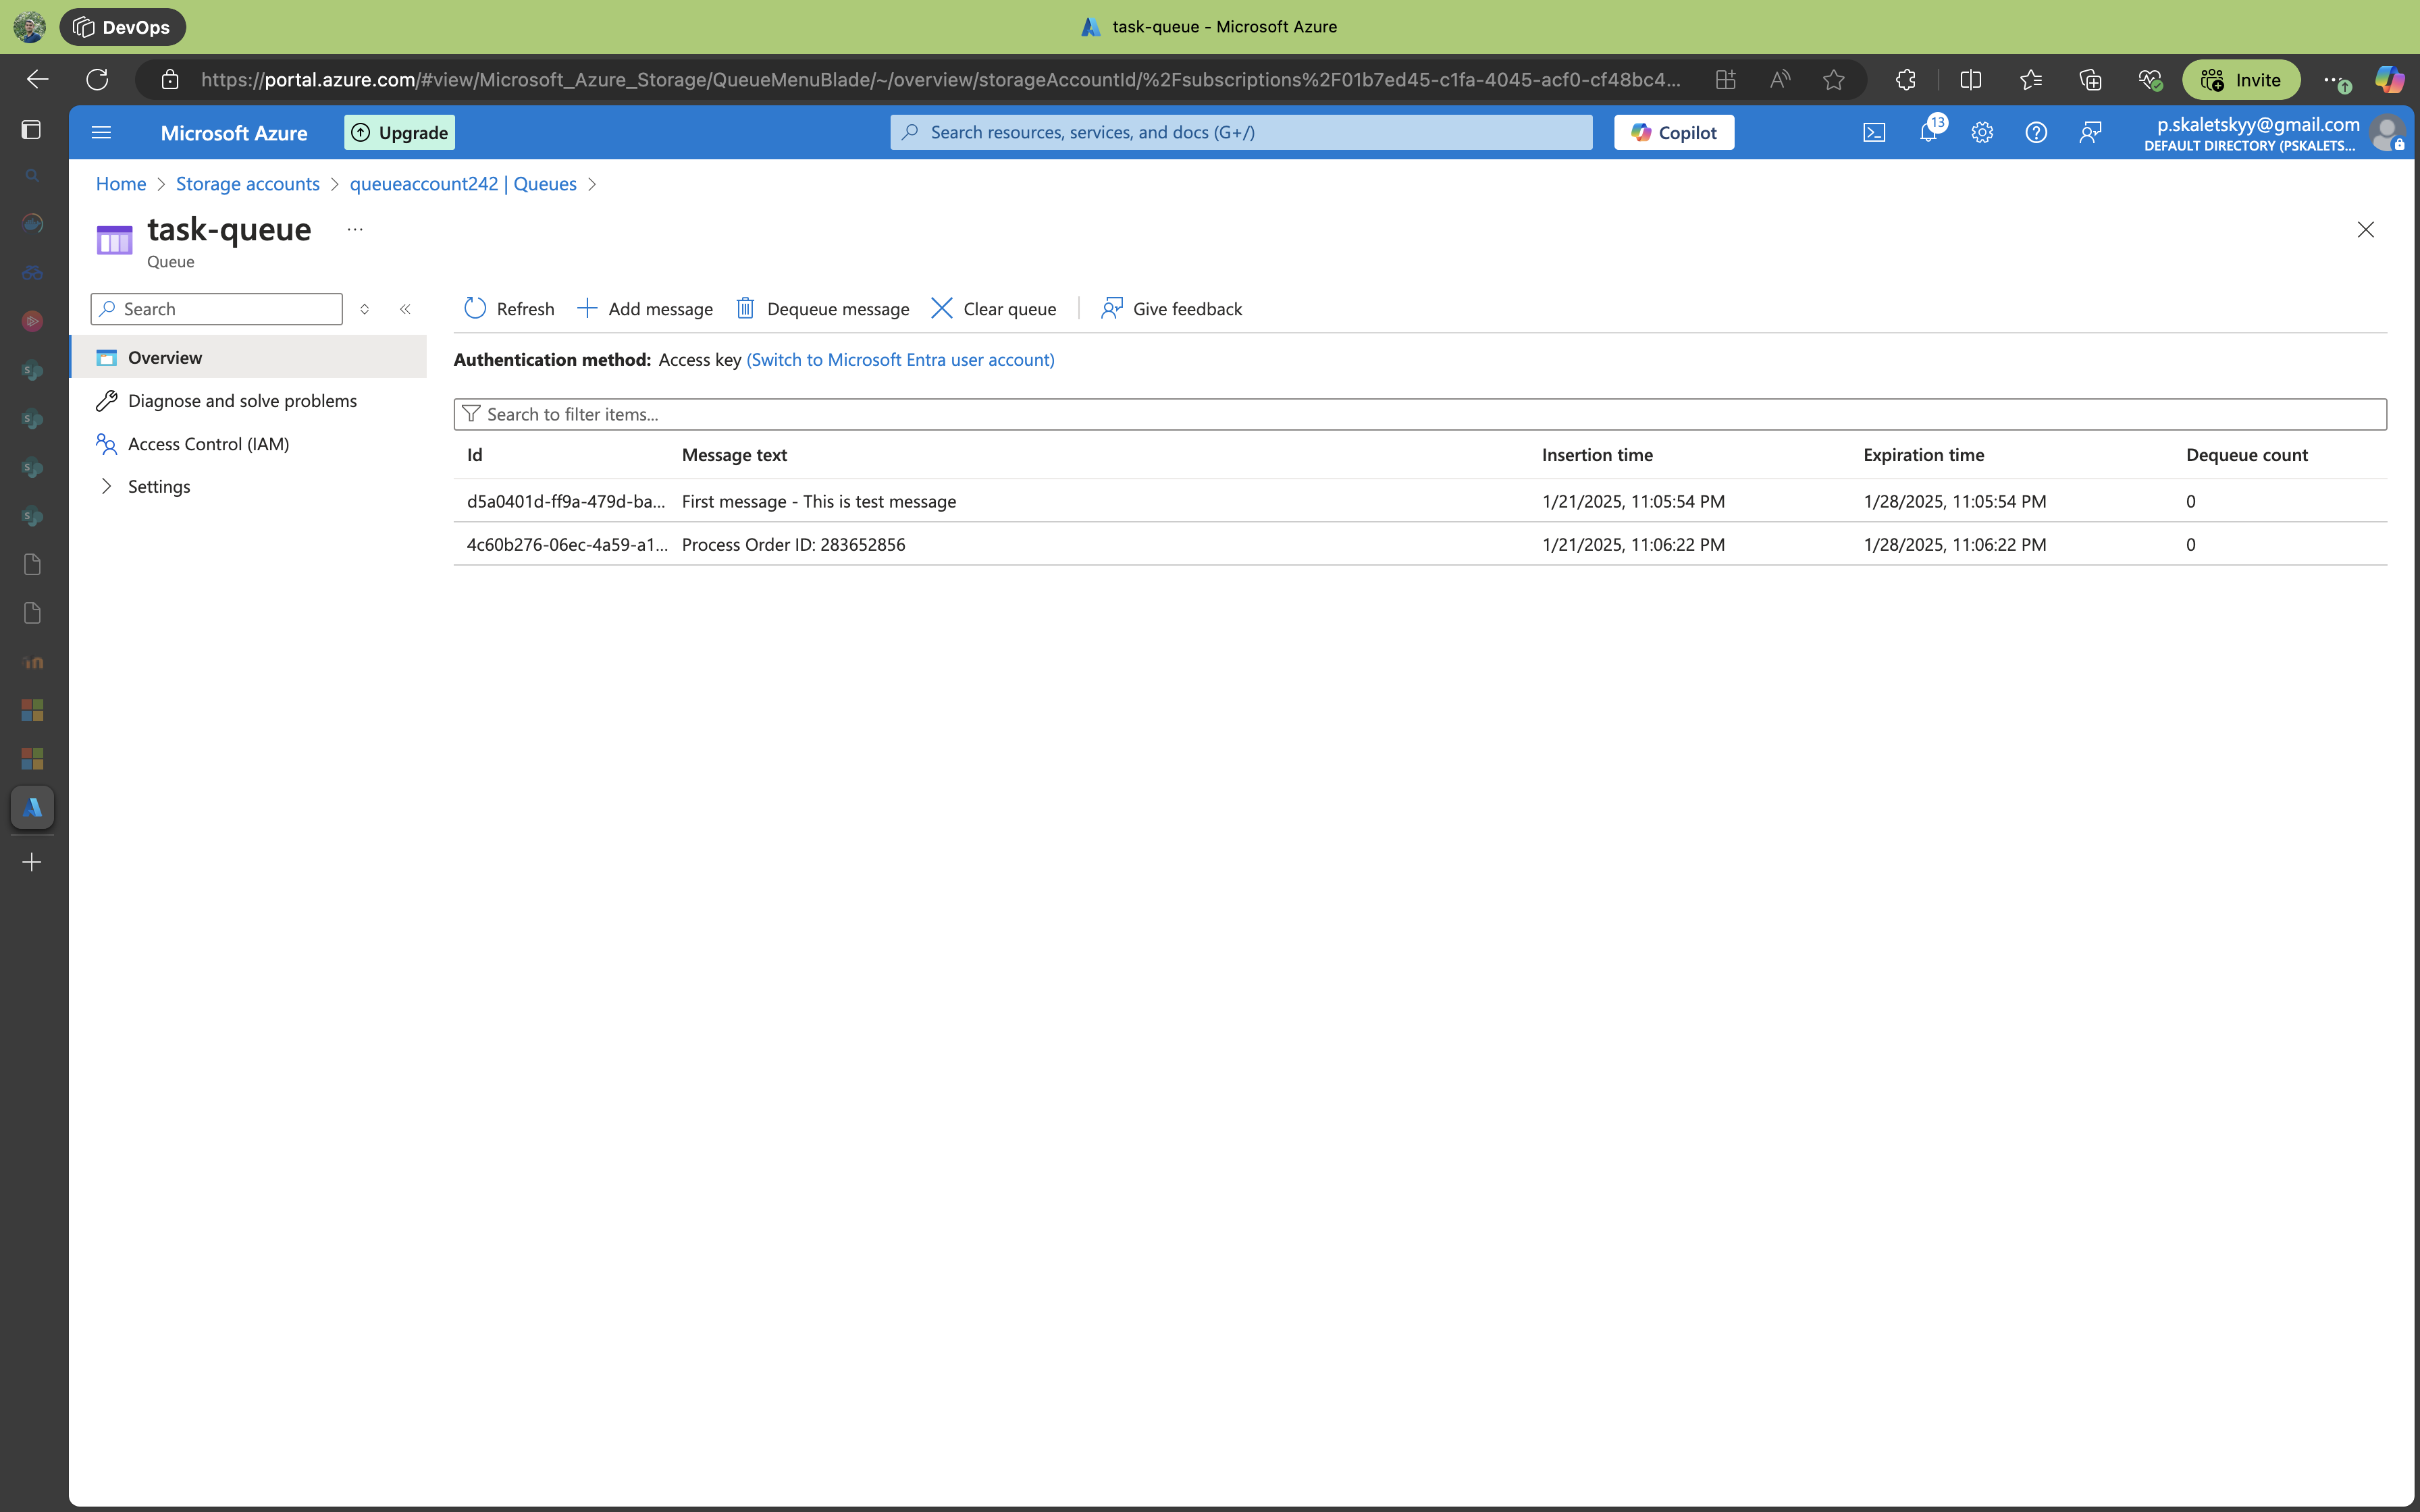 DevOps
task-queue - Microsoft Azure
https://portal.azure.com/#view/Microsoft_Azure_Storage/QueueMenuBlade/~/overview/storageAccountId/%2Fsubscriptions%2F01b7ed45-c1fa-4045-acf0-cf48bc4...
Invite
Microsoft Azure
Upgrade
Search resources, services, and docs (G+/)
Copilot
13
p.skaletskyy@gmail.com
DEFAULT DIRECTORY (PSKALETS...
Home > Storage accounts > queueaccount242 | Queues >
task-queue ...
Queue
Search
Refresh
Add message
Dequeue message
Clear queue
Give feedback
Overview
Diagnose and solve problems
Access Control (IAM)
Settings
Authentication method: Access key (Switch to Microsoft Entra user account)
Search to filter items...
Id Message text Insertion time Expiration time Dequeue count
d5a0401d-ff9a-479d-ba... First message - This is test message 1/21/2025, 11:05:54 PM 1/28/2025, 11:05:54 PM 0
4c60b276-06ec-4a59-a1... Process Order ID: 283652856 1/21/2025, 11:06:22 PM 1/28/2025, 11:06:22 PM 0